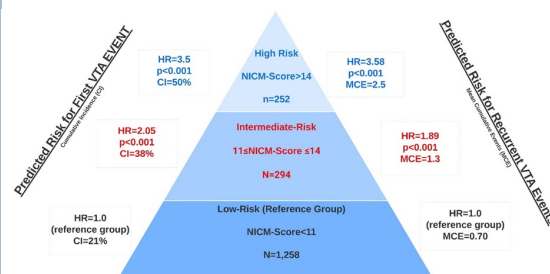 Predicted Risk for First VTA EVENT
Cumulative Incidence (CI)
HR=3.5
p<0.001
CI=50%
High Risk
NICM-Score>14
n=252
HR=3.58
p<0.001
MCE=2.5
Predicted Risk for Recurrent VTA Event
Mean Cumulative Events (MCE)
HR=2.05
p<0.001
CI=38%
Intermediate-Risk
11≤NICM-Score ≤14
N=294
HR=1.89
p<0.001
MCE=1.3
HR=1.0
(reference group)
CI=21%
Low-Risk (Reference Group)
NICM-Score<11
N=1,258
HR=1.0
(reference group)
MCE=0.70